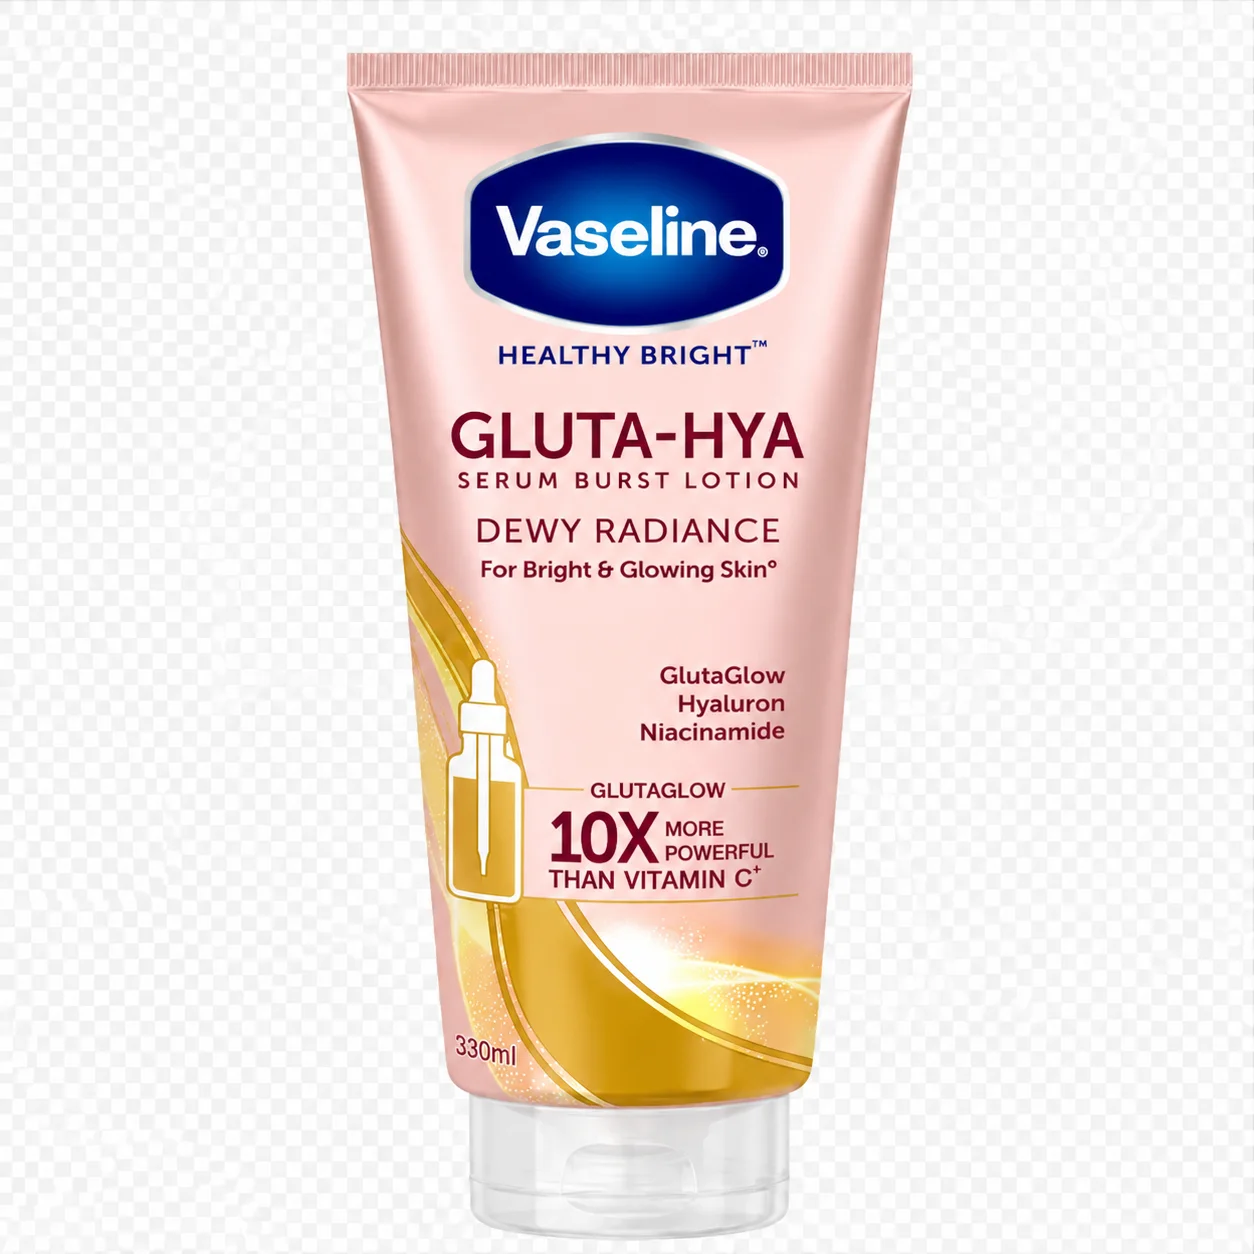 Vaseline®
HEALTHY BRIGHT™
GLUTA-HYA
SERUM BURST LOTION
DEWY RADIANCE
For Bright & Glowing Skin°
GlutaGlow
Hyaluron
Niacinamide
GLUTAGLOW
10X MORE
POWERFUL
THAN VITAMIN C⁺
330ml